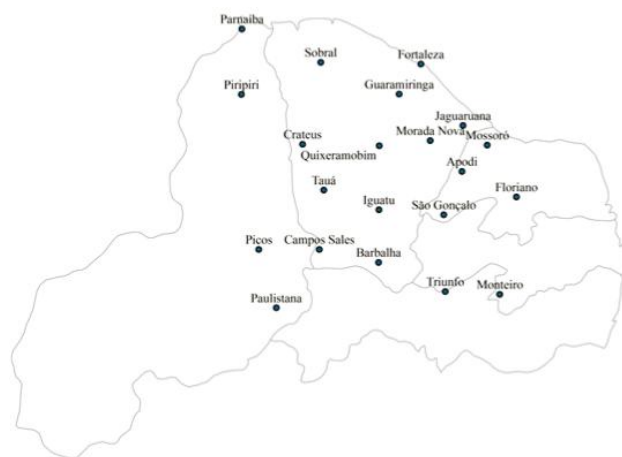 Parnaíba
Sobral
Fortaleza
Piripiri
Guaramiringa
Jaguaruana
Crateus
Morada Nova
Mossoró
Quixeramobim
Apodi
Tauá
Floriano
Iguatu
São Gonçalo
Picos
Campos Sales
Barbalha
Triunfo
Monteiro
Paulistana